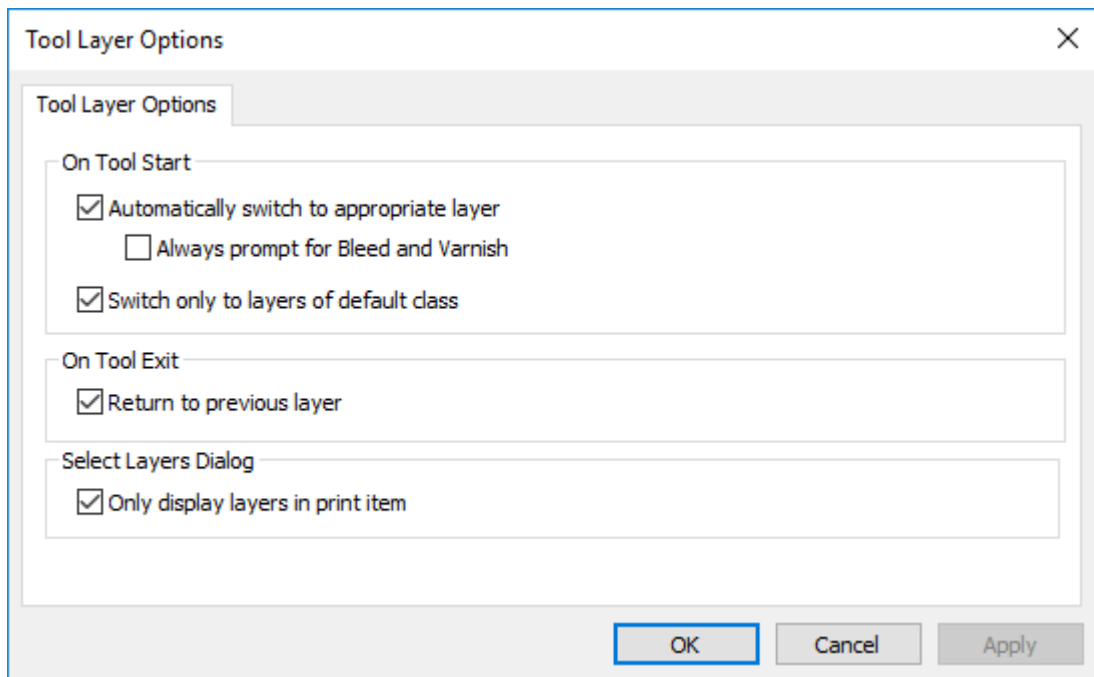 Tool Layer Options
Tool Layer Options
On Tool Start
Automatically switch to appropriate layer
Always prompt for Bleed and Varnish
Switch only to layers of default class
On Tool Exit
Return to previous layer
Select Layers Dialog
Only display layers in print item
OK Cancel Apply